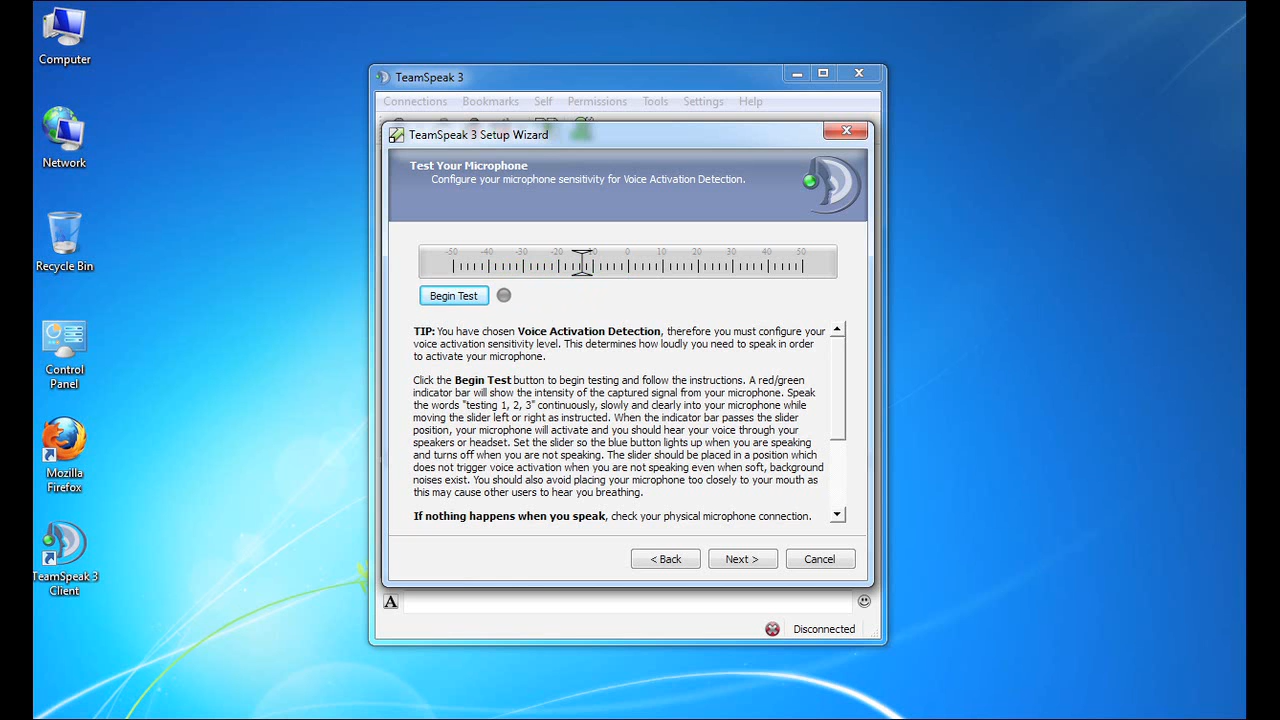 Computer
Network
Recycle Bin
Control
Panel
Mozilla
Firefox
TeamSpeak 3
Client
TeamSpeak 3
Connections Bookmarks Self Permissions Tools Settings Help
TeamSpeak 3 Setup Wizard
Test Your Microphone
Configure your microphone sensitivity for Voice Activation Detection.
-50 -40 -30 -20 -10 0 10 20 30 40 50
Begin Test
TIP: You have chosen Voice Activation Detection, therefore you must configure your
voice activation sensitivity level. This determines how loudly you need to speak in order
to activate your microphone.
Click the Begin Test button to begin testing and follow the instructions. A red/green
indicator bar will show the intensity of the captured signal from your microphone. Speak
the words "testing 1, 2, 3" continuously, slowly and clearly into your microphone while
moving the slider left or right as instructed. When the indicator bar passes the slider
position, your microphone will activate and you should hear your voice through your
speakers or headset. Set the slider so the blue button lights up when you are speaking
and turns off when you are not speaking. The slider should be placed in a position which
does not trigger voice activation when you are not speaking even when soft, background
noises exist. You should also avoid placing your microphone too closely to your mouth as
this may cause other users to hear you breathing.
If nothing happens when you speak, check your physical microphone connection.
< Back Next > Cancel
A
Disconnected